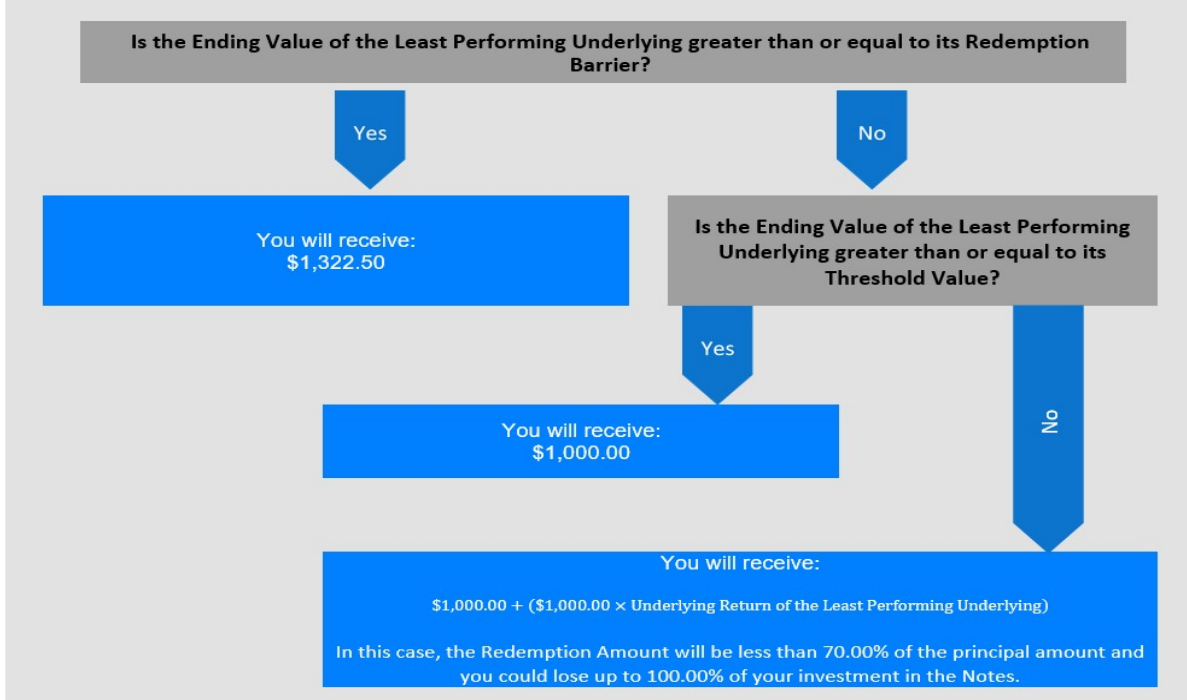 Is the Ending Value of the Least Performing Underlying greater than or equal to its Redemption
Barrier?
Yes
No
You will receive:
$1,322.50
Is the Ending Value of the Least Performing
Underlying greater than or equal to its
Threshold Value?
Yes
No
You will receive:
$1,000.00
You will receive:
$1,000.00 + ($1,000.00 × Underlying Return of the Least Performing Underlying)
In this case, the Redemption Amount will be less than 70.00% of the principal amount and
you could lose up to 100.00% of your investment in the Notes.